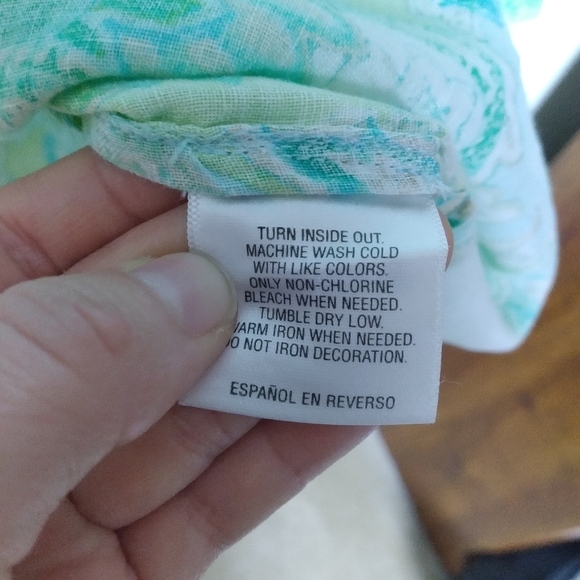 TURN INSIDE OUT.
MACHINE WASH COLD
WITH LIKE COLORS.
ONLY NON-CHLORINE
BLEACH WHEN NEEDED.
TUMBLE DRY LOW.
WARM IRON WHEN NEEDED.
DO NOT IRON DECORATION.
ESPAÑOL EN REVERSO